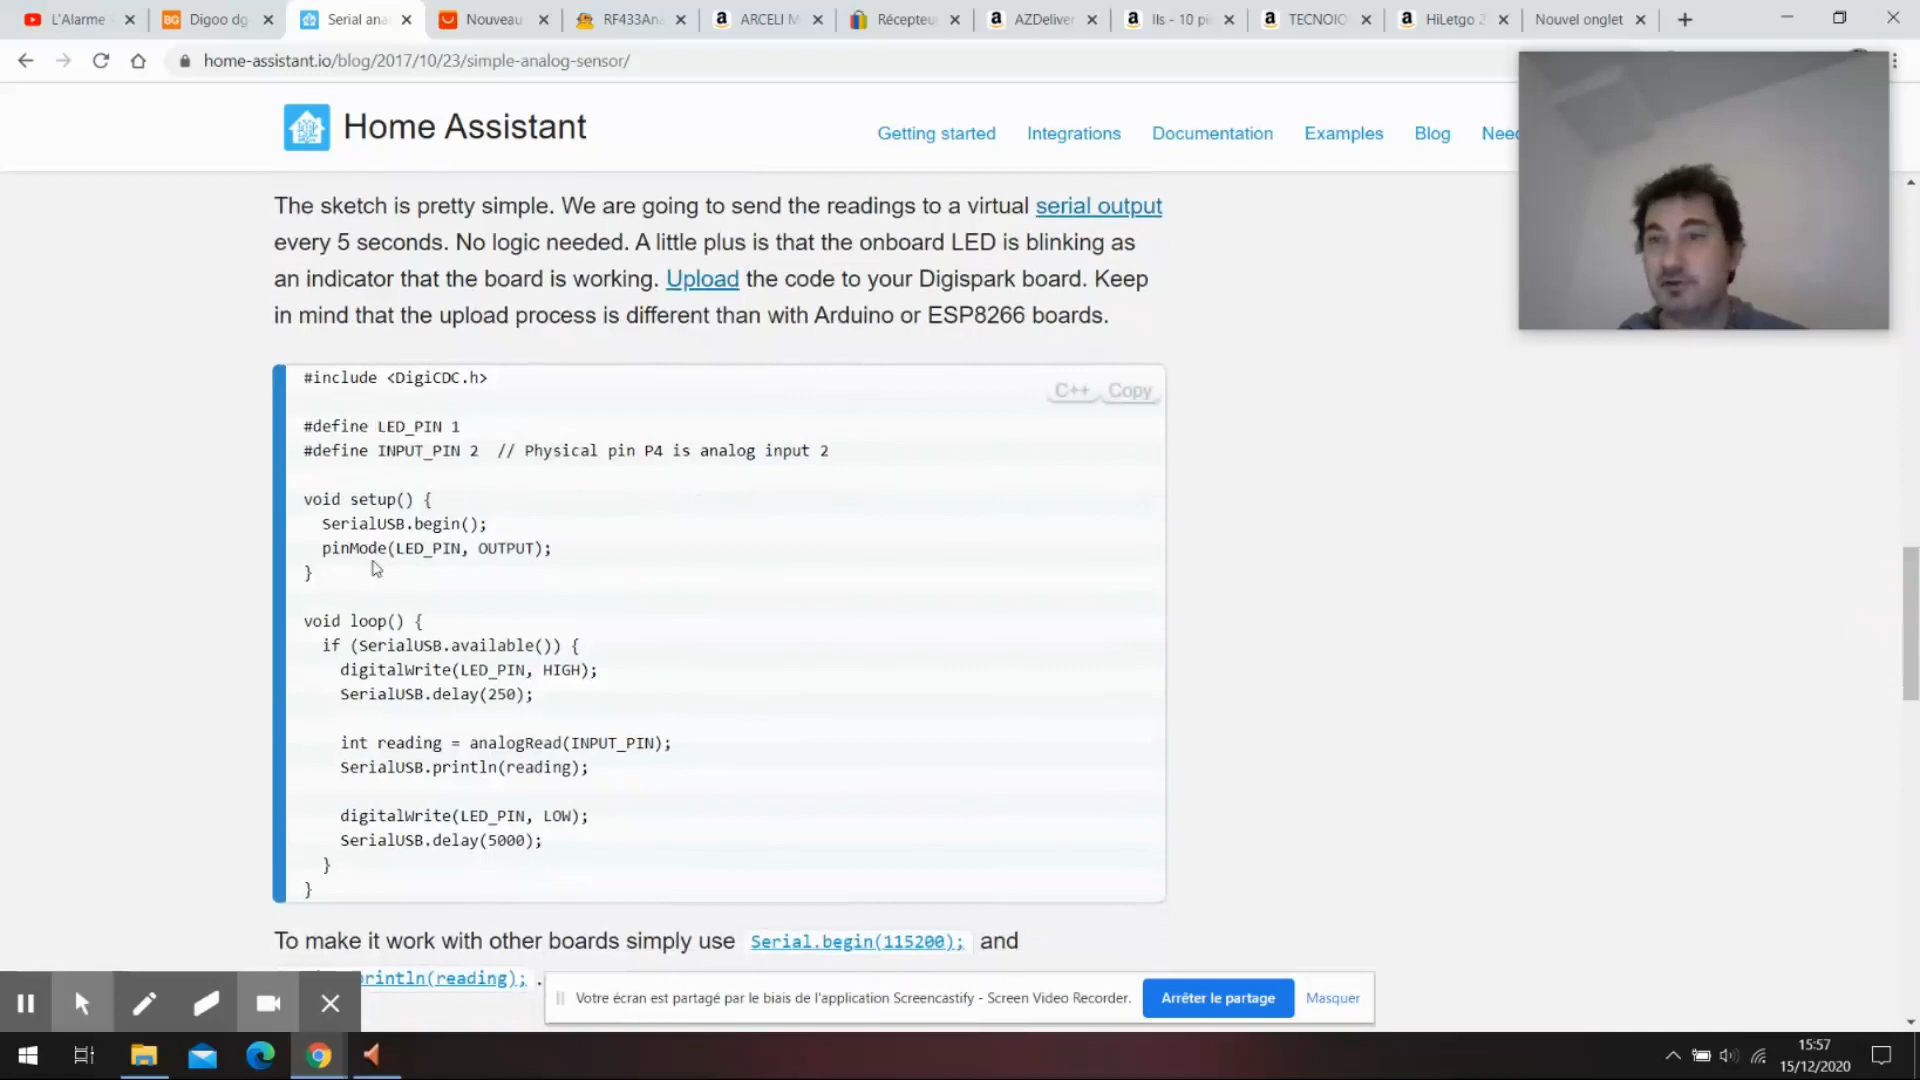 L'Alarme
Digoo dg
Serial ana
Nouveau
RF433Ana
ARCELI M
Récepteu
AZDeliver
Ils - 10 pi
TECNOIO
HiLetgo 2
Nouvel onglet
home-assistant.io/blog/2017/10/23/simple-analog-sensor/
Home Assistant
Getting started
Integrations
Documentation
Examples
Blog
Need
The sketch is pretty simple. We are going to send the readings to a virtual serial output
every 5 seconds. No logic needed. A little plus is that the onboard LED is blinking as
an indicator that the board is working. Upload the code to your Digispark board. Keep
in mind that the upload process is different than with Arduino or ESP8266 boards.
C++ Copy
#include <DigiCDC.h>
#define LED_PIN 1
#define INPUT_PIN 2  // Physical pin P4 is analog input 2
void setup() {
  SerialUSB.begin();
  pinMode(LED_PIN, OUTPUT);
}
void loop() {
  if (SerialUSB.available()) {
    digitalWrite(LED_PIN, HIGH);
    SerialUSB.delay(250);
    int reading = analogRead(INPUT_PIN);
    SerialUSB.println(reading);
    digitalWrite(LED_PIN, LOW);
    SerialUSB.delay(5000);
  }
}
To make it work with other boards simply use Serial.begin(115200); and
println(reading); .
Votre écran est partagé par le biais de l'application Screencastify - Screen Video Recorder.
Arrêter le partage
Masquer
15:57
15/12/2020